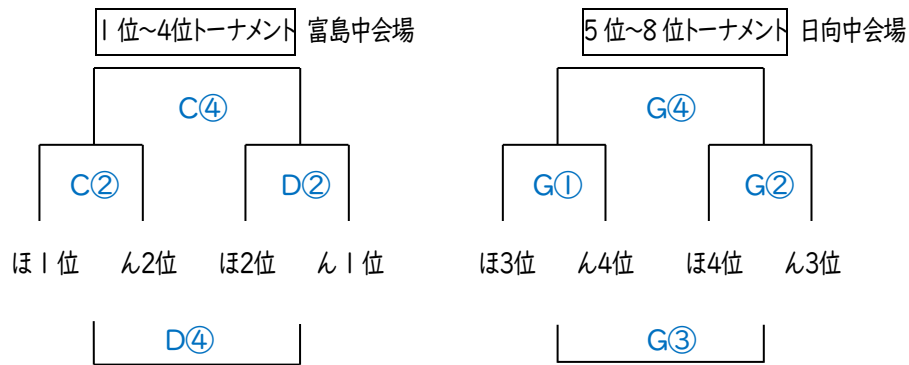 1位~4位トーナメント 富島中会場 5位~8位トーナメント 日向中会場
C④ G④
C② D② G① G②
ほ1位 ん2位 ほ2位 ん1位 ほ3位 ん4位 ほ4位 ん3位
D④ G③